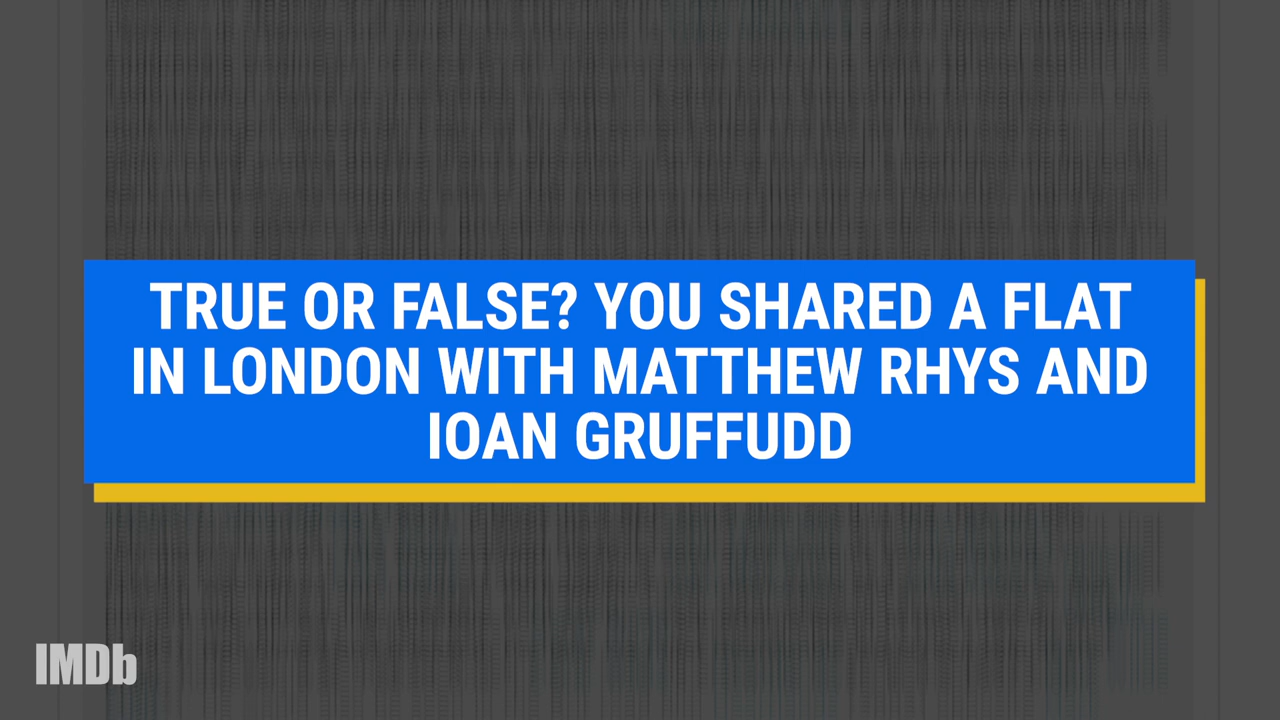 TRUE OR FALSE? YOU SHARED A FLAT
IN LONDON WITH MATTHEW RHYS AND
IOAN GRUFFUDD
IMDb